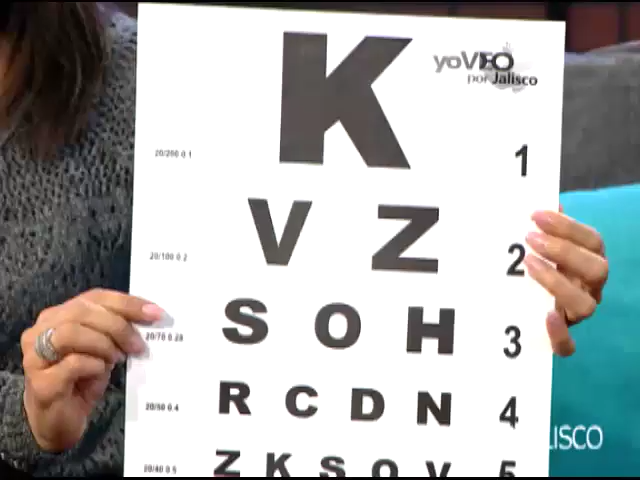 yoVEO
por Jalisco
K
20/200 0.1
1
V Z
20/100 0.2
2
S O H
20/70 0.28
3
R C D N
20/50 0.4
4
Z K S O V
20/40 0.5
5
LISCO